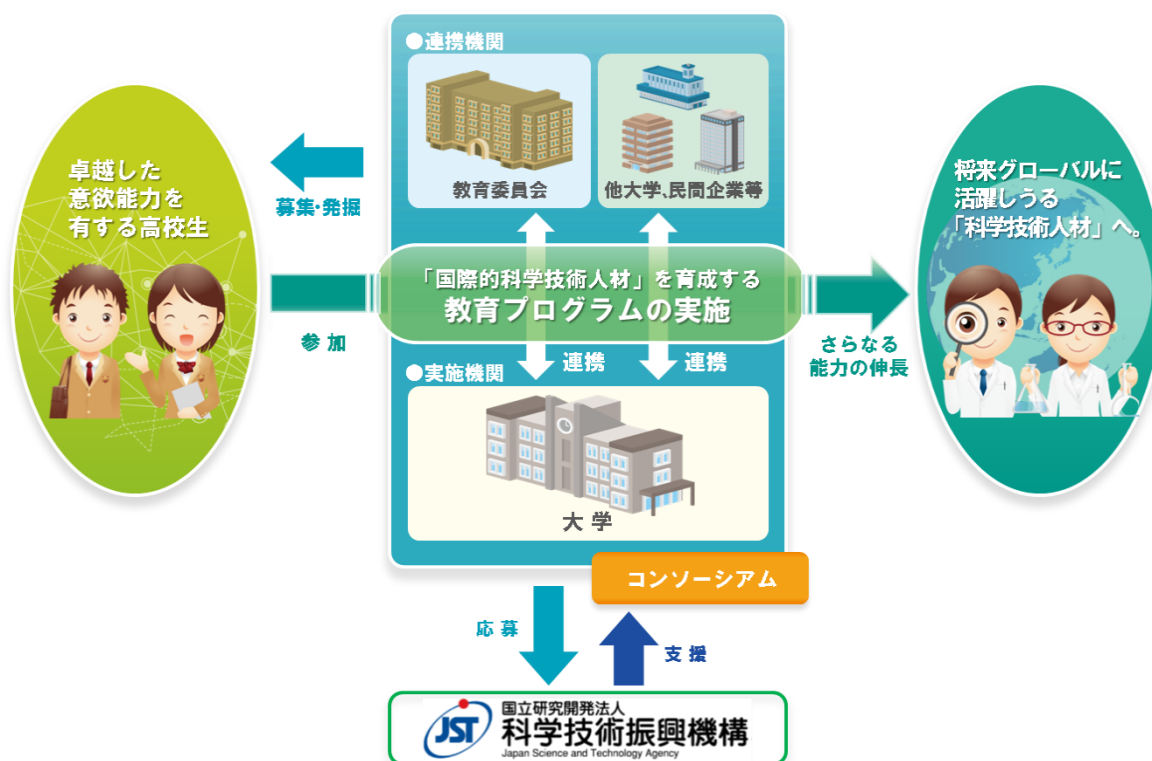 ●連携機関
教育委員会
他大学、民間企業等
卓越した
意欲能力を
有する高校生
募集・発掘
参加
「国際的科学技術人材」を育成する
教育プログラムの実施
さらなる
能力の伸長
将来グローバルに
活躍しうる
「科学技術人材」へ。
連携
連携
●実施機関
大学
コンソーシアム
応募
支援
JST
国立研究開発法人
科学技術振興機構
Japan Science and Technology Agency